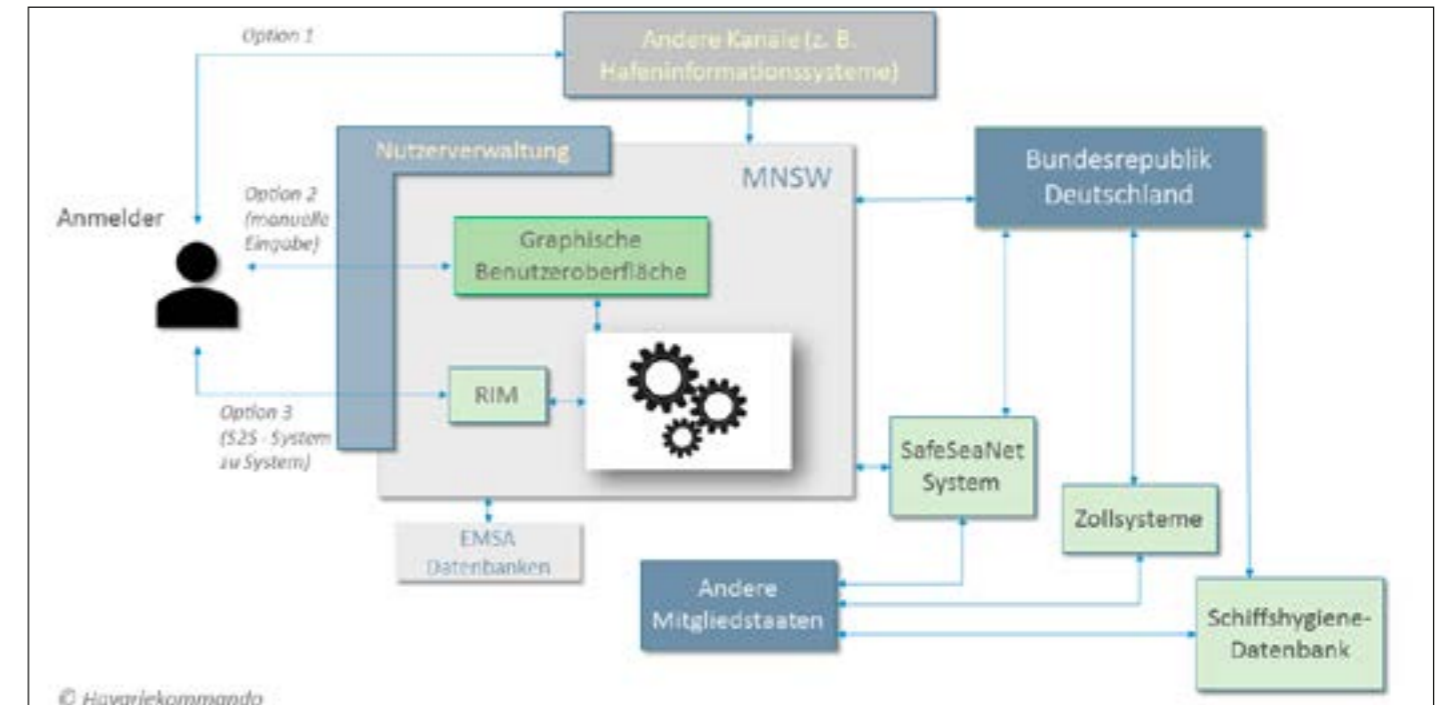 Option 1
Andere Kanäle (z. B.
Hafeninformationssysteme)
Nutzerverwaltung
MNSW
Bundesrepublik
Deutschland
Anmelder
Option 2
(manuelle
Eingabe)
Graphische
Benutzeroberfläche
RIM
Option 3
(S2S - System
zu System)
SafeSeaNet
System
Zollsysteme
EMSA
Datenbanken
Andere
Mitgliedstaaten
Schiffshygiene-
Datenbank
© Havariekommando